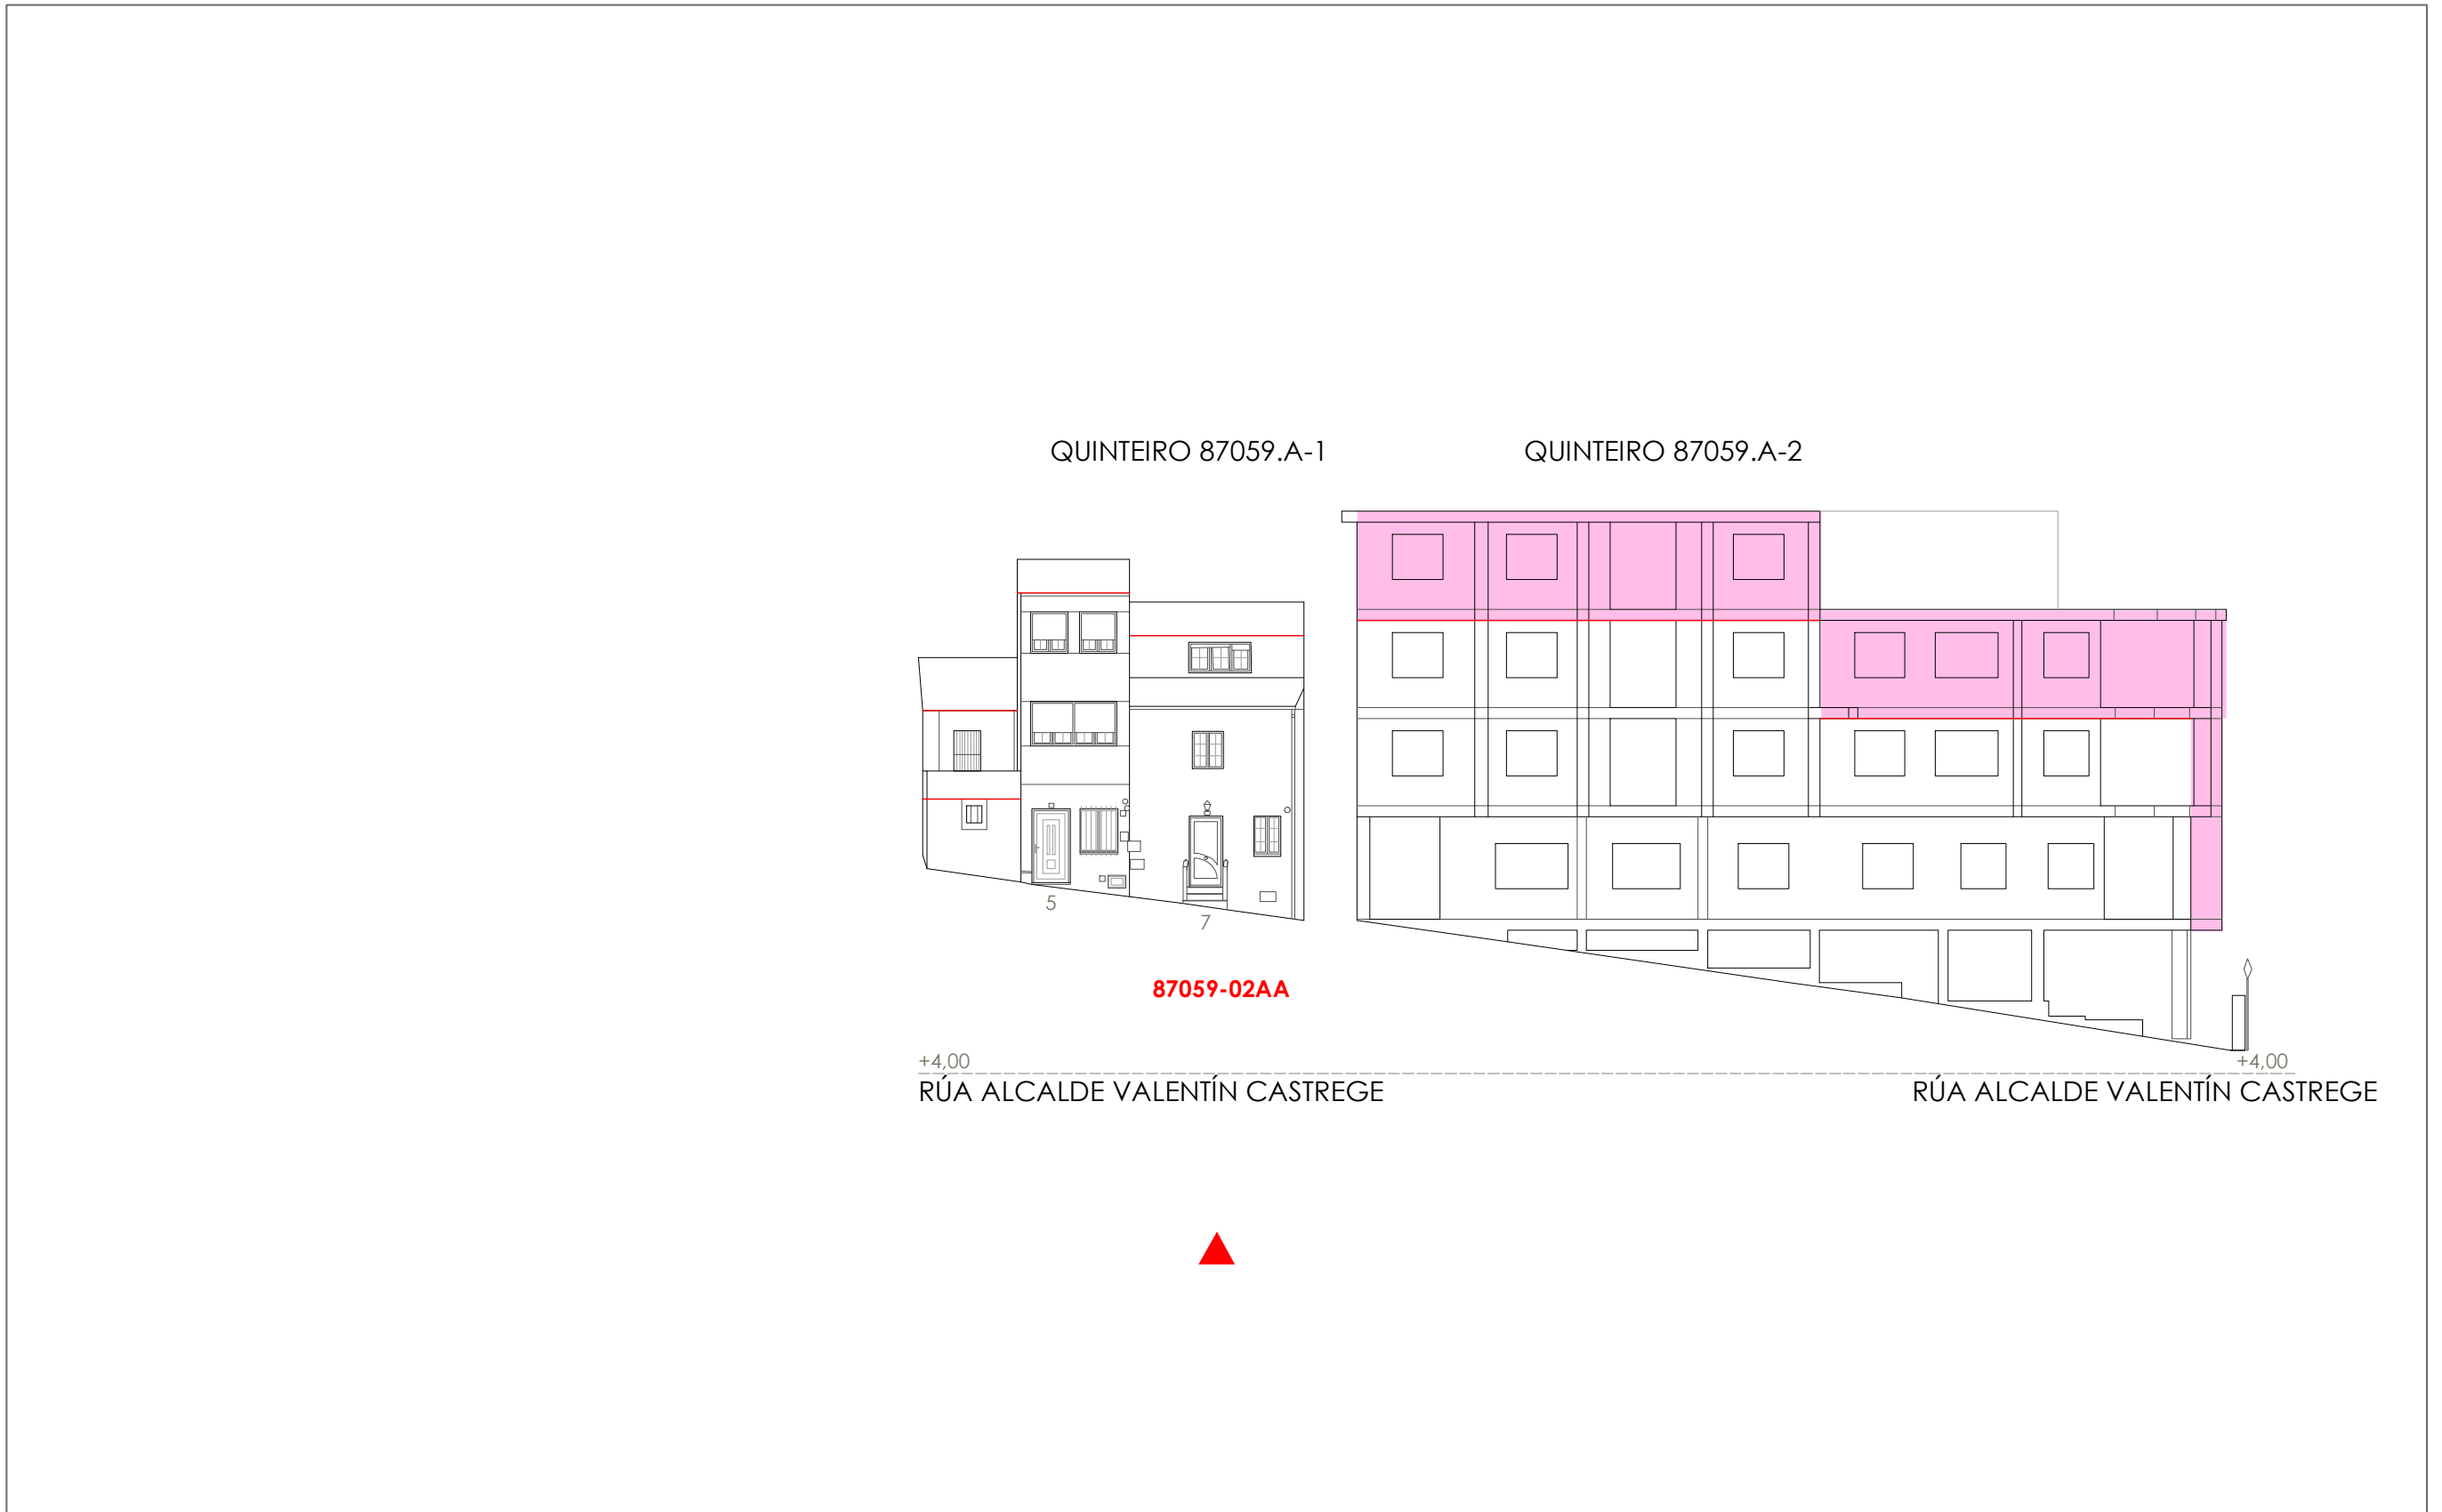 QUINTEIRO 87059.A-1
QUINTEIRO 87059.A-2
5
7
87059-02AA
+4,00
+4,00
RÚA ALCALDE VALENTÍN CASTREGE
RÚA ALCALDE VALENTÍN CASTREGE